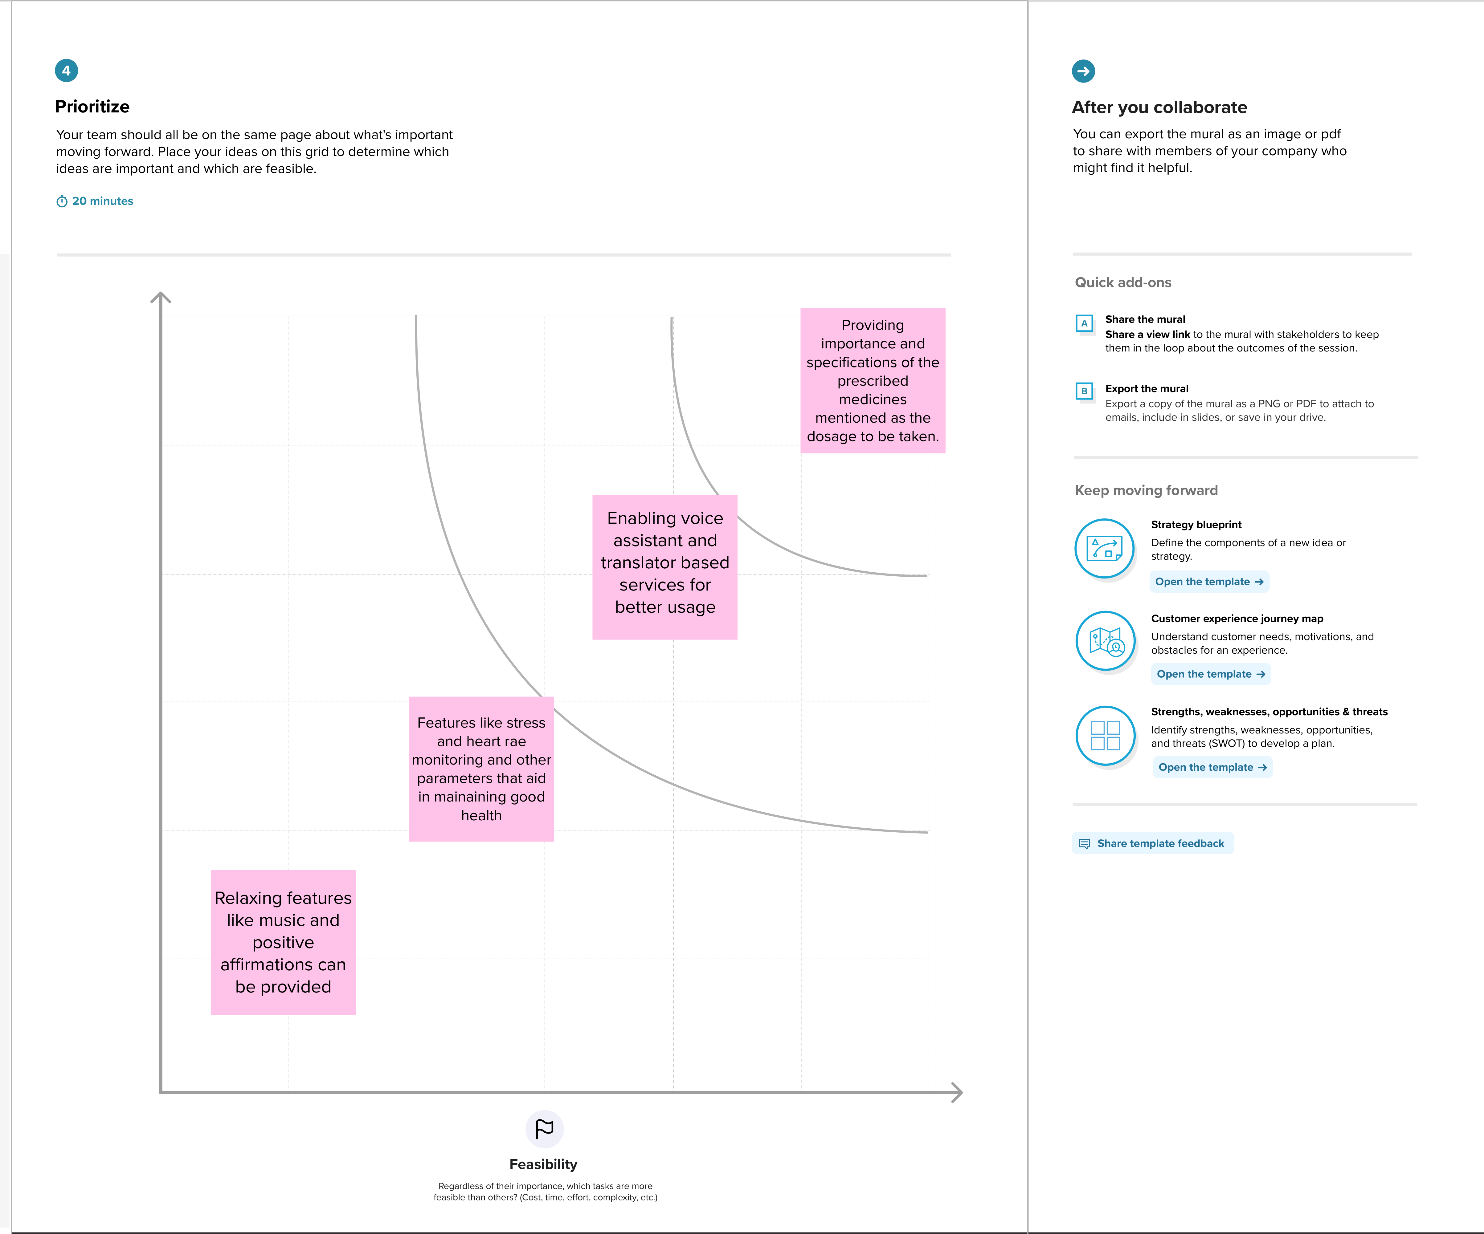 4
Prioritize
Your team should all be on the same page about what's important
moving forward. Place your ideas on this grid to determine which
ideas are important and which are feasible.
20 minutes
Providing
importance and
specifications of the
prescribed
medicines
mentioned as the
dosage to be taken.
Enabling voice
assistant and
translator based
services for
better usage
Features like stress
and heart rae
monitoring and other
parameters that aid
in mainaining good
health
Relaxing features
like music and
positive
affirmations can
be provided
Feasibility
Regardless of their importance, which tasks are more
feasible than others? (Cost, time, effort, complexity, etc.)
After you collaborate
You can export the mural as an image or pdf
to share with members of your company who
might find it helpful.
Quick add-ons
A
Share the mural
Share a view link to the mural with stakeholders to keep
them in the loop about the outcomes of the session.
B
Export the mural
Export a copy of the mural as a PNG or PDF to attach to
emails, include in slides, or save in your drive.
Keep moving forward
Strategy blueprint
Define the components of a new idea or
strategy.
Open the template →
Customer experience journey map
Understand customer needs, motivations, and
obstacles for an experience.
Open the template →
Strengths, weaknesses, opportunities & threats
Identify strengths, weaknesses, opportunities,
and threats (SWOT) to develop a plan.
Open the template →
Share template feedback